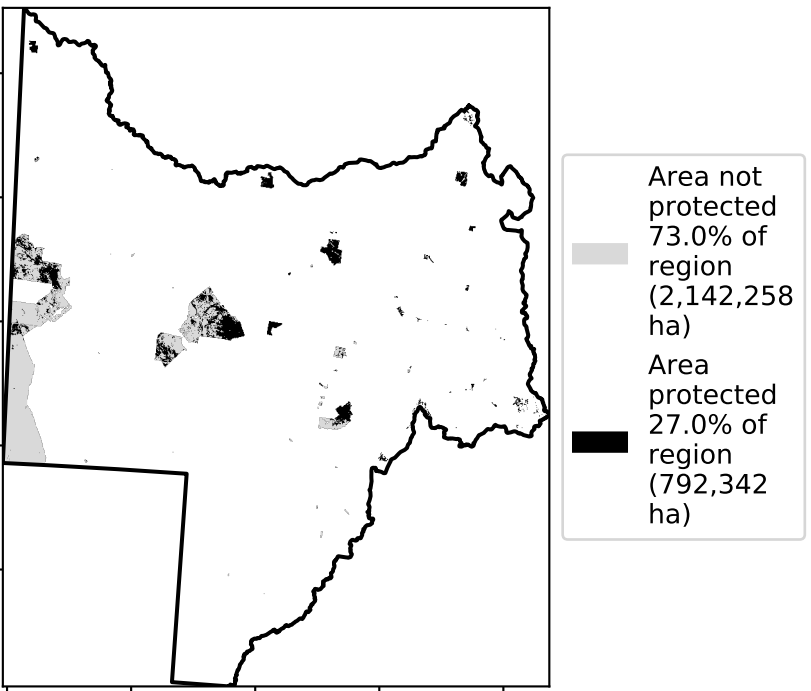 Area not
protected
73.0% of
region
(2,142,258
ha)
Area
protected
27.0% of
region
(792,342
ha)